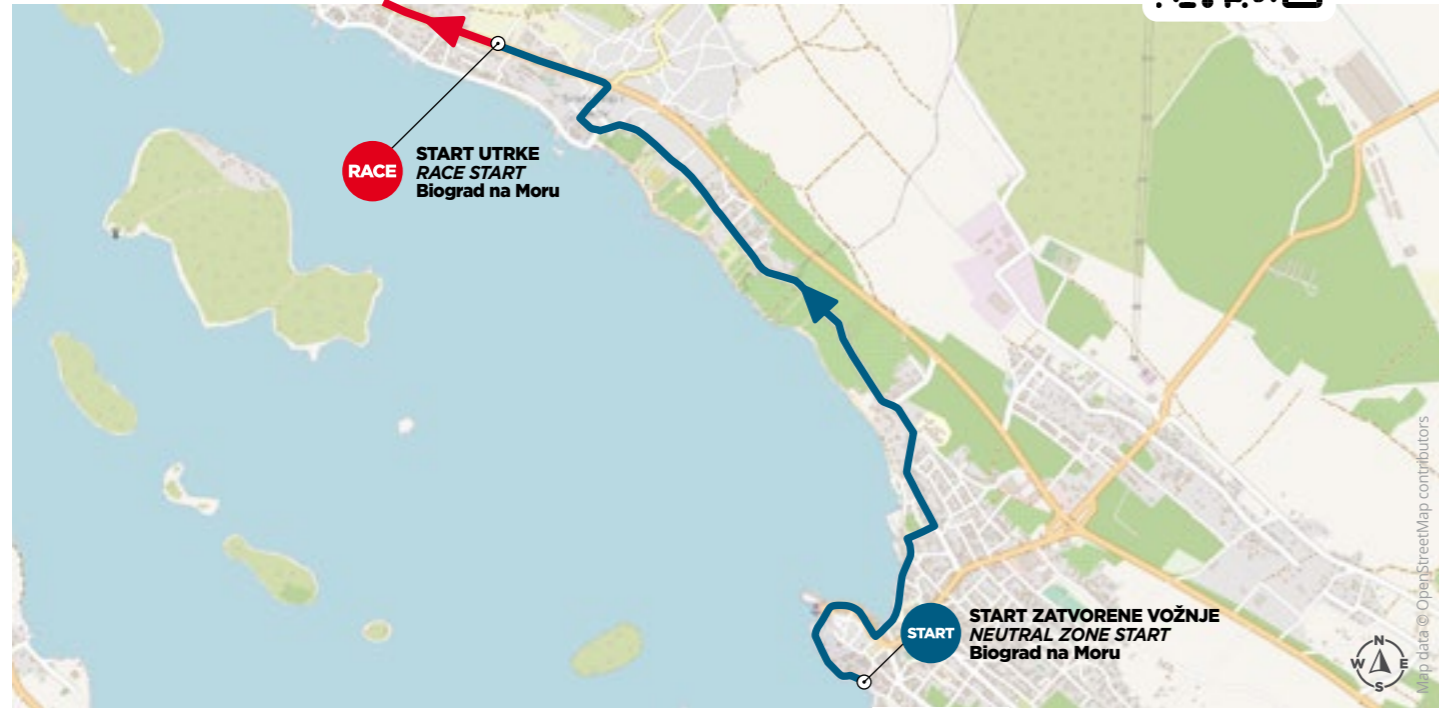 RACE
START UTRKE
RACE START
Biograd na Moru
START
START ZATVORENE VOŽNJE
NEUTRAL ZONE START
Biograd na Moru
N
W E
S
Map data © OpenStreetMap contributors